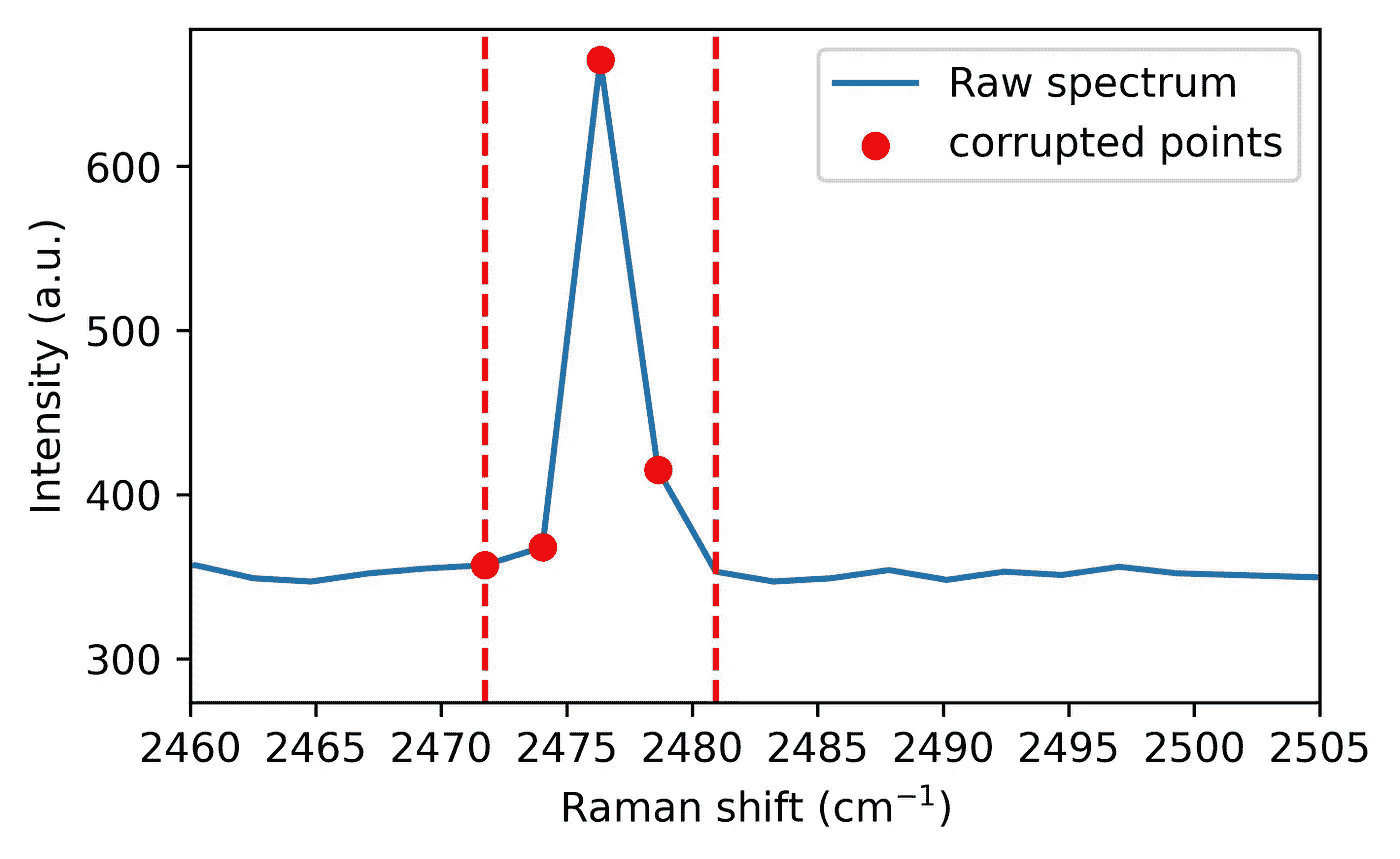 Raw spectrum
corrupted points
Intensity (a.u.)
600
500
400
300
2460 2465 2470 2475 2480 2485 2490 2495 2500 2505
Raman shift (cm⁻¹)